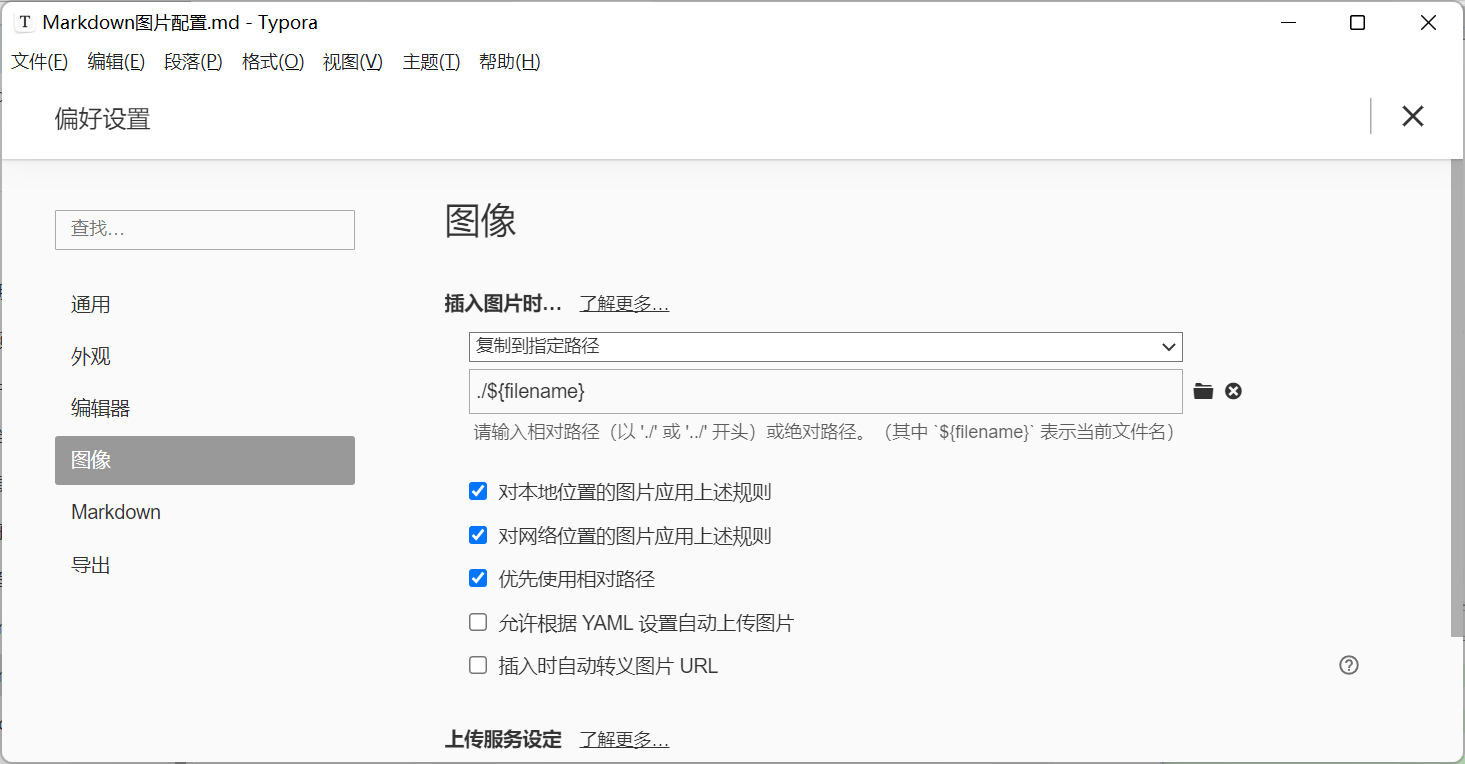 T Markdown图片配置.md - Typora
文件(F) 编辑(E) 段落(P) 格式(O) 视图(V) 主题(T) 帮助(H)
偏好设置
查找…
通用
外观
编辑器
图像
Markdown
导出
图像
插入图片时… 了解更多…
复制到指定路径
./${filename}
请输入相对路径（以 './' 或 '../' 开头）或绝对路径。（其中 `${filename}` 表示当前文件名）
对本地位置的图片应用上述规则
对网络位置的图片应用上述规则
优先使用相对路径
允许根据 YAML 设置自动上传图片
插入时自动转义图片 URL
上传服务设定 了解更多…